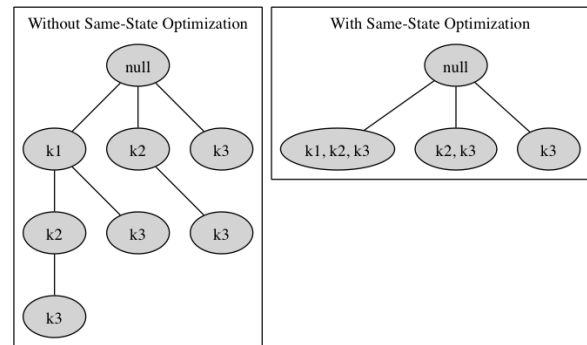 Without Same-State Optimization
null
k1
k2
k3
k2
k3
k3
k3
With Same-State Optimization
null
k1, k2, k3
k2, k3
k3